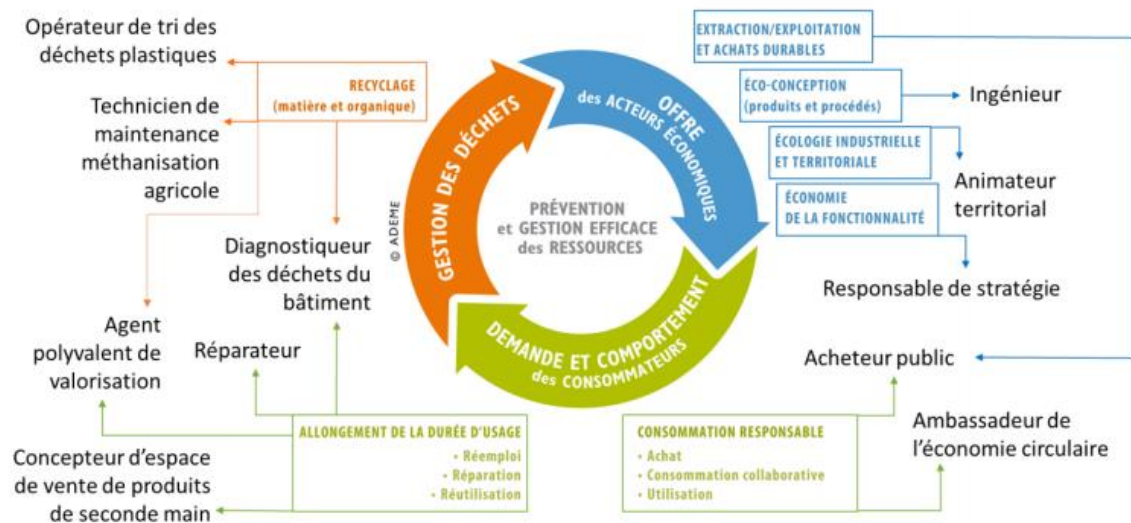 Opérateur de tri des
déchets plastiques
Technicien de
maintenance
méthanisation
agricole
RECYCLAGE
(matière et organique)
Diagnostiqueur
des déchets du
bâtiment
Agent
polyvalent de
valorisation
Réparateur
Concepteur d'espace
de vente de produits
de seconde main
ALLONGEMENT DE LA DURÉE D'USAGE
• Réemploi
• Réparation
• Réutilisation
© ADEME
GESTION DES DÉCHETS
OFFRE
des ACTEURS ÉCONOMIQUES
DEMANDE ET COMPORTEMENT
des CONSOMMATEURS
PRÉVENTION
et GESTION EFFICACE
des RESSOURCES
EXTRACTION/EXPLOITATION
ET ACHATS DURABLES
ÉCO-CONCEPTION
(produits et procédés)
Ingénieur
ÉCOLOGIE INDUSTRIELLE
ET TERRITORIALE
Animateur
territorial
ÉCONOMIE
DE LA FONCTIONNALITÉ
Responsable de stratégie
Acheteur public
Ambassadeur de
l'économie circulaire
CONSOMMATION RESPONSABLE
• Achat
• Consommation collaborative
• Utilisation